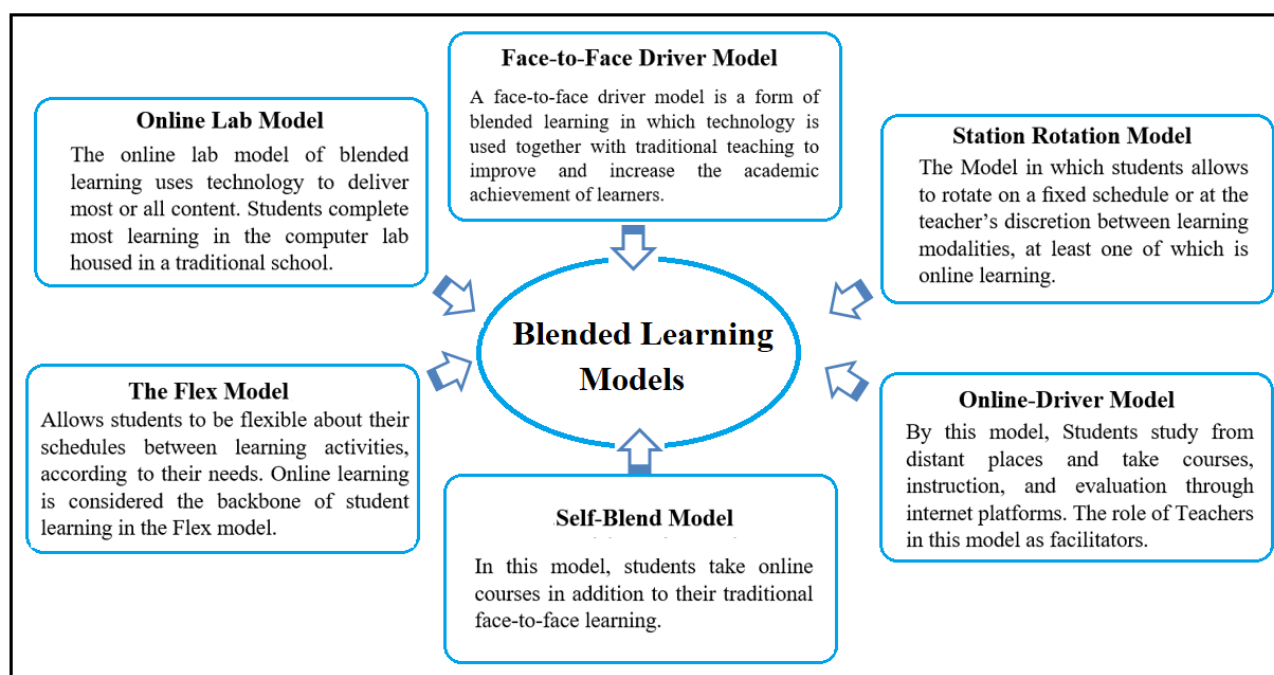 Face-to-Face Driver Model
A face-to-face driver model is a form of
blended learning in which technology is
used together with traditional teaching to
improve and increase the academic
achievement of learners.
Online Lab Model
The online lab model of blended
learning uses technology to deliver
most or all content. Students complete
most learning in the computer lab
housed in a traditional school.
Station Rotation Model
The Model in which students allows
to rotate on a fixed schedule or at the
teacher's discretion between learning
modalities, at least one of which is
online learning.
Blended Learning
Models
The Flex Model
Allows students to be flexible about their
schedules between learning activities,
according to their needs. Online learning
is considered the backbone of student
learning in the Flex model.
Online-Driver Model
By this model, Students study from
distant places and take courses,
instruction, and evaluation through
internet platforms. The role of Teachers
in this model as facilitators.
Self-Blend Model
In this model, students take online
courses in addition to their traditional
face-to-face learning.